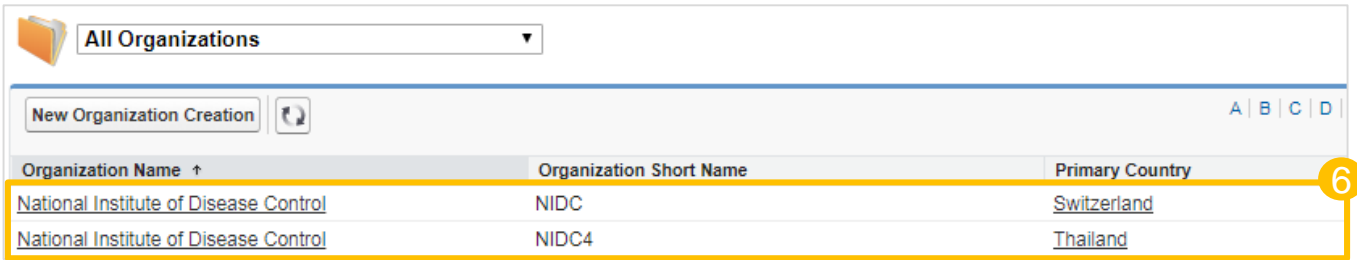 All Organizations ▼
New Organization Creation
A | B | C | D |
Organization Name ↑ Organization Short Name Primary Country
6
National Institute of Disease Control NIDC Switzerland
National Institute of Disease Control NIDC4 Thailand